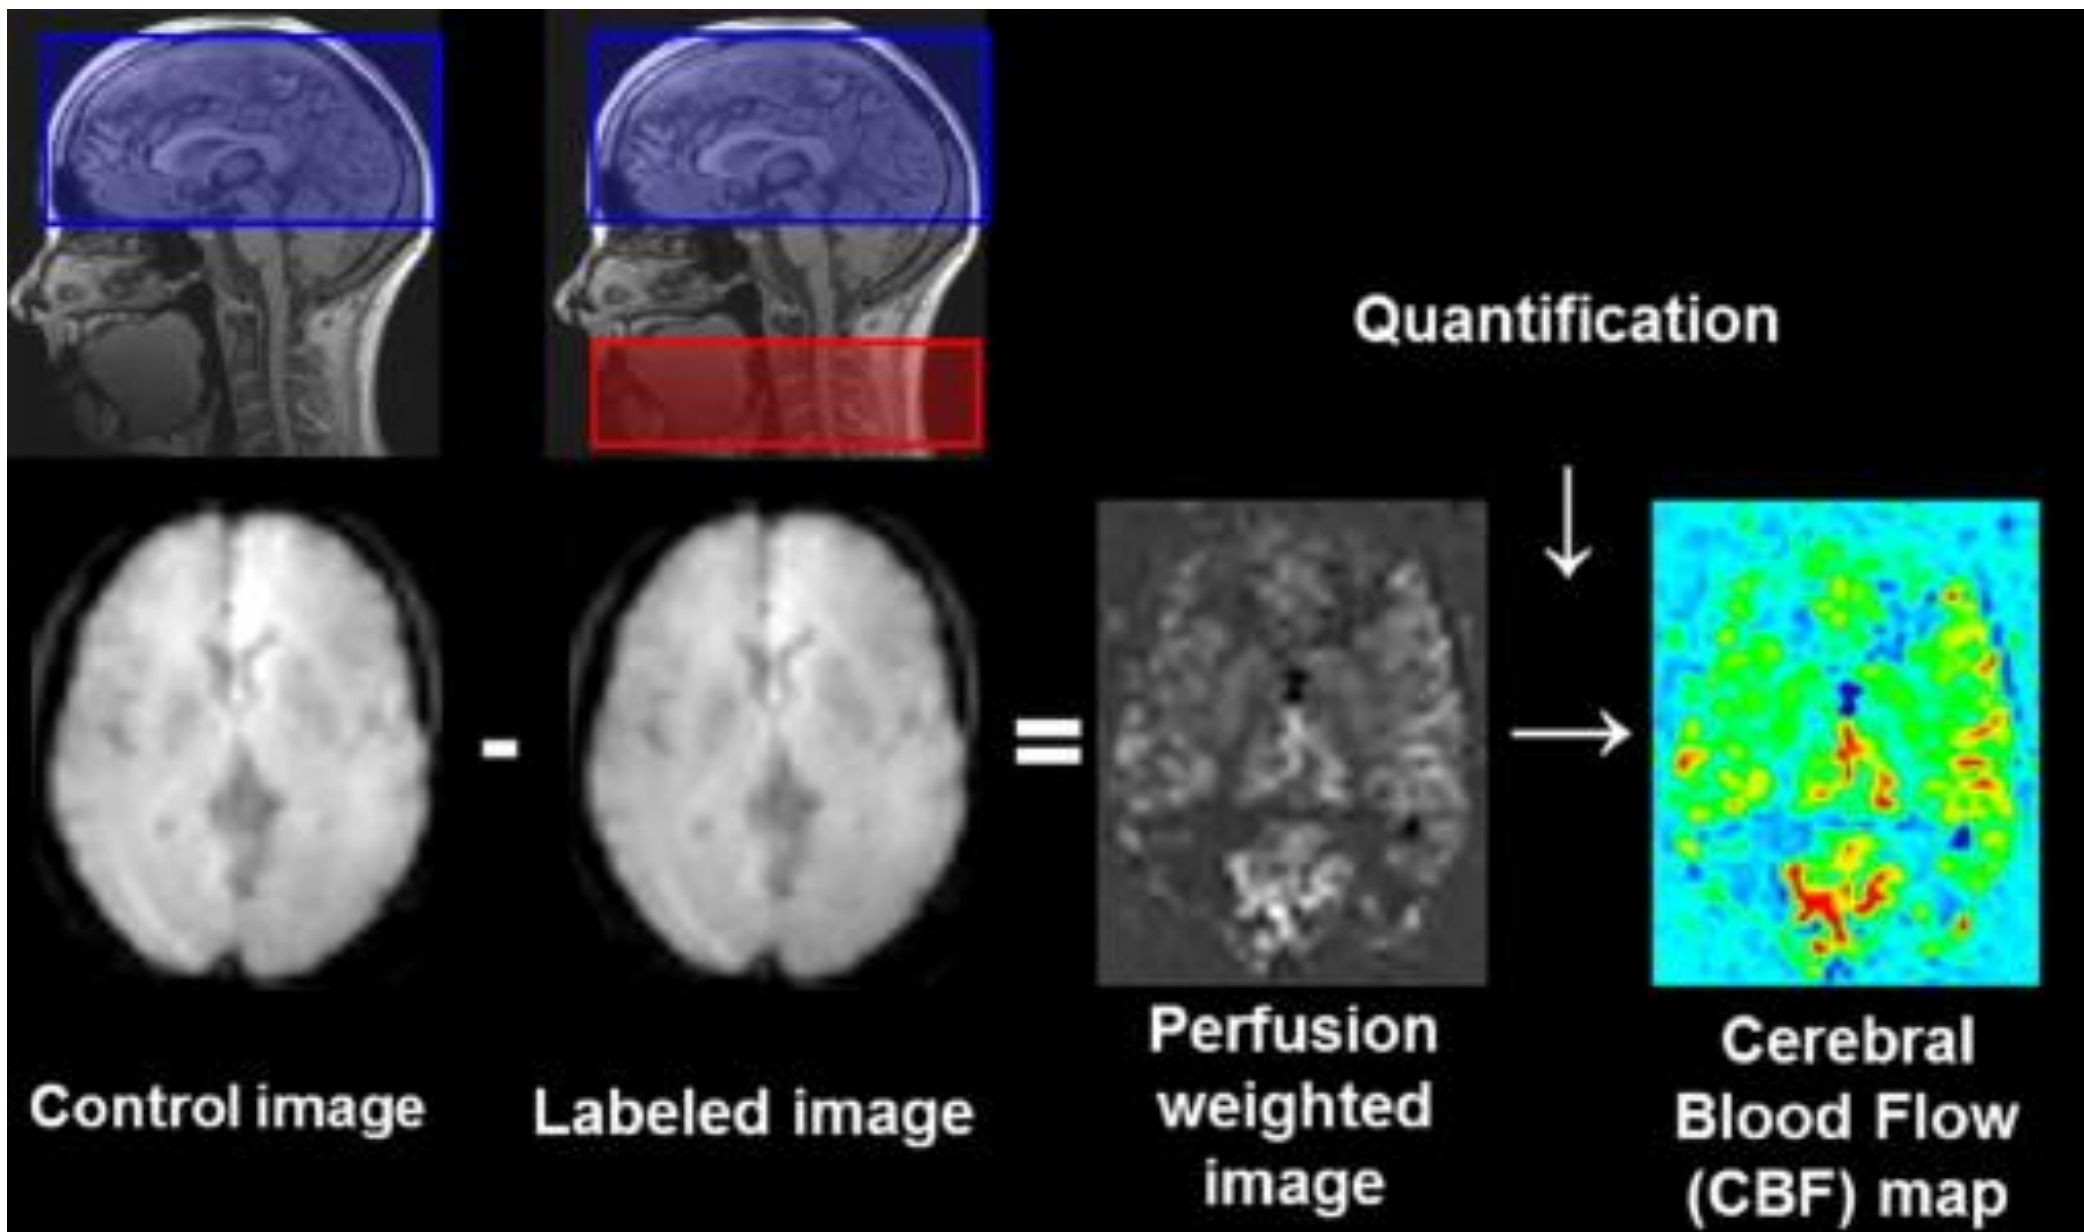 Quantification
-
=
Control image
Labeled image
Perfusion
weighted
image
Cerebral
Blood Flow
(CBF) map